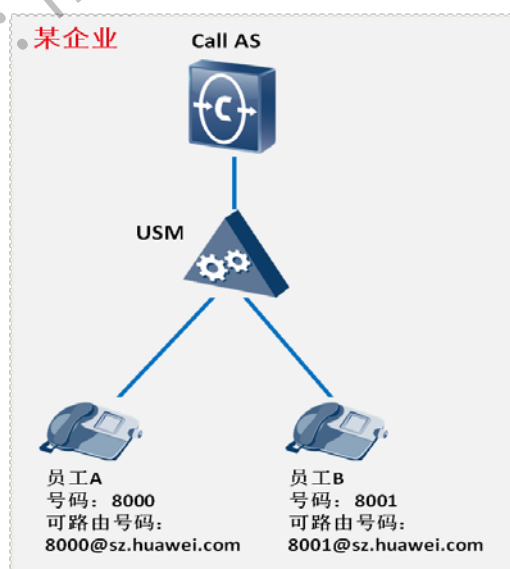 某企业
Call AS
C
USM
员工A
号码：8000
可路由号码：
8000@sz.huawei.com
员工B
号码：8001
可路由号码：
8001@sz.huawei.com